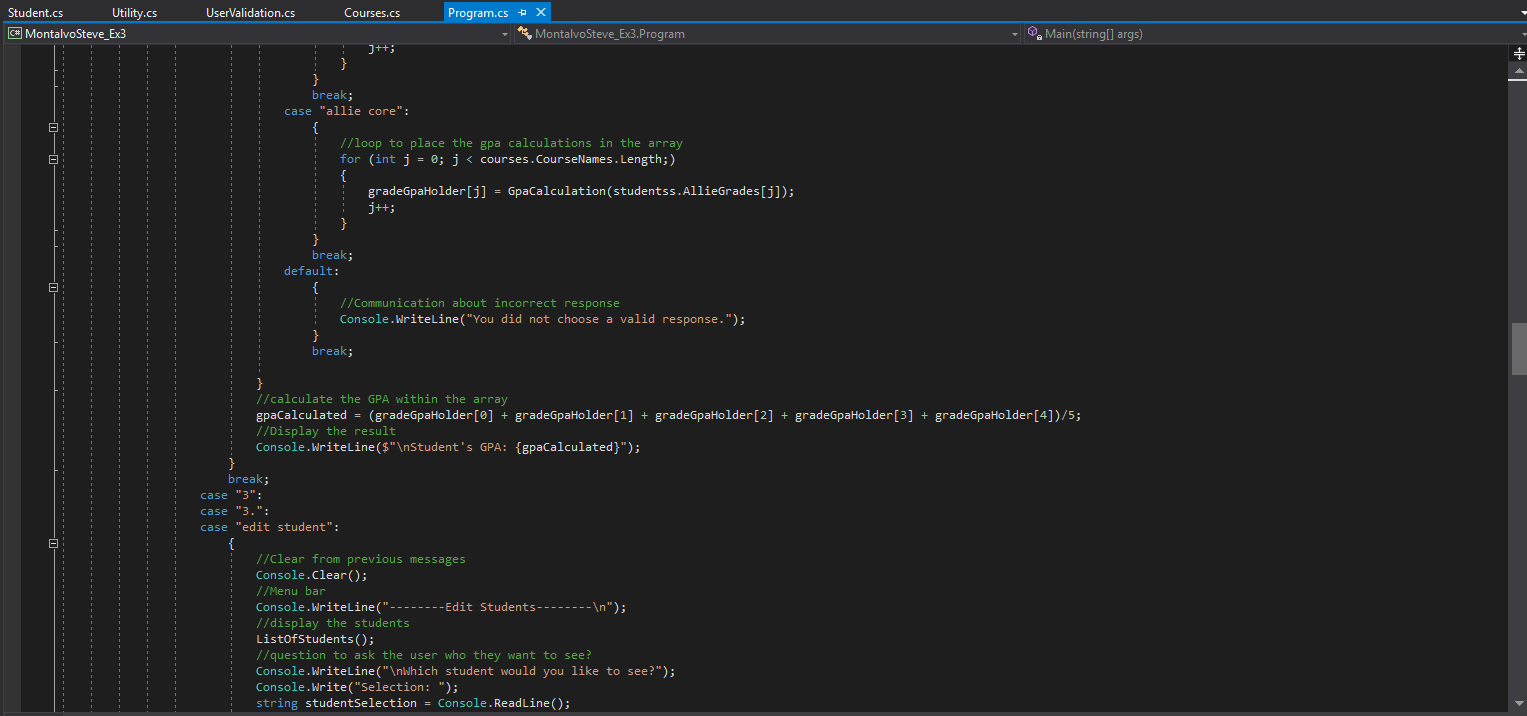 Student.cs Utility.cs UserValidation.cs Courses.cs Program.cs
C# MontalvoSteve_Ex3 MontalvoSteve_Ex3.Program Main(string[] args)
j++;
}
}
break;
case "allie core":
{
//loop to place the gpa calculations in the array
for (int j = 0; j < courses.CourseNames.Length;)
{
gradeGpaHolder[j] = GpaCalculation(studentss.AllieGrades[j]);
j++;
}
}
break;
default:
{
//Communication about incorrect response
Console.WriteLine("You did not choose a valid response.");
}
break;
}
//calculate the GPA within the array
gpaCalculated = (gradeGpaHolder[0] + gradeGpaHolder[1] + gradeGpaHolder[2] + gradeGpaHolder[3] + gradeGpaHolder[4])/5;
//Display the result
Console.WriteLine($"\nStudent's GPA: {gpaCalculated}");
}
break;
case "3":
case "3.":
case "edit student":
{
//Clear from previous messages
Console.Clear();
//Menu bar
Console.WriteLine("--------Edit Students--------\n");
//display the students
ListOfStudents();
//question to ask the user who they want to see?
Console.WriteLine("\nWhich student would you like to see?");
Console.Write("Selection: ");
string studentSelection = Console.ReadLine();